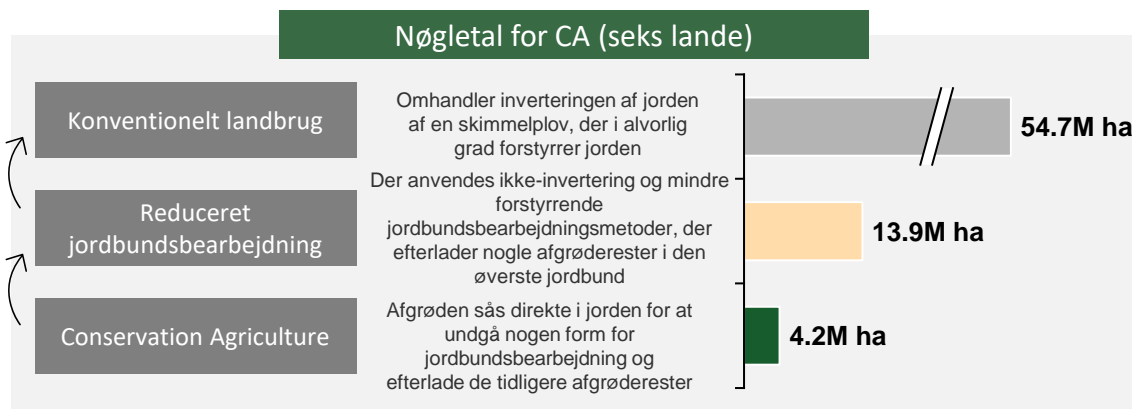 Nøgletal for CA (seks lande)
Konventionelt landbrug
Omhandler inverteringen af jorden
af en skimmelplov, der i alvorlig
grad forstyrrer jorden
54.7M ha
Reduceret
jordbundsbearbejdning
Der anvendes ikke-invertering og mindre
forstyrrende
jordbundsbearbejdningsmetoder, der
efterlader nogle afgrøderester i den
øverste jordbund
13.9M ha
Conservation Agriculture
Afgrøden sås direkte i jorden for at
undgå nogen form for
jordbundsbearbejdning og
efterlade de tidligere afgrøderester
4.2M ha